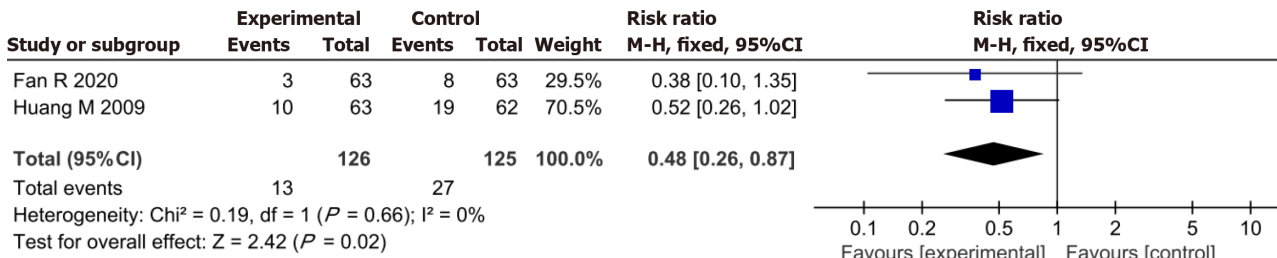 Experimental Control Risk ratio Risk ratio
Study or subgroup Events Total Events Total Weight M-H, fixed, 95%CI M-H, fixed, 95%CI
Fan R 2020 3 63 8 63 29.5% 0.38 [0.10, 1.35]
Huang M 2009 10 63 19 62 70.5% 0.52 [0.26, 1.02]
Total (95%CI) 126 125 100.0% 0.48 [0.26, 0.87]
Total events 13 27
Heterogeneity: Chi² = 0.19, df = 1 (P = 0.66); I² = 0%
Test for overall effect: Z = 2.42 (P = 0.02)
0.1 0.2 0.5 1 2 5 10
Favours [experimental] Favours [control]